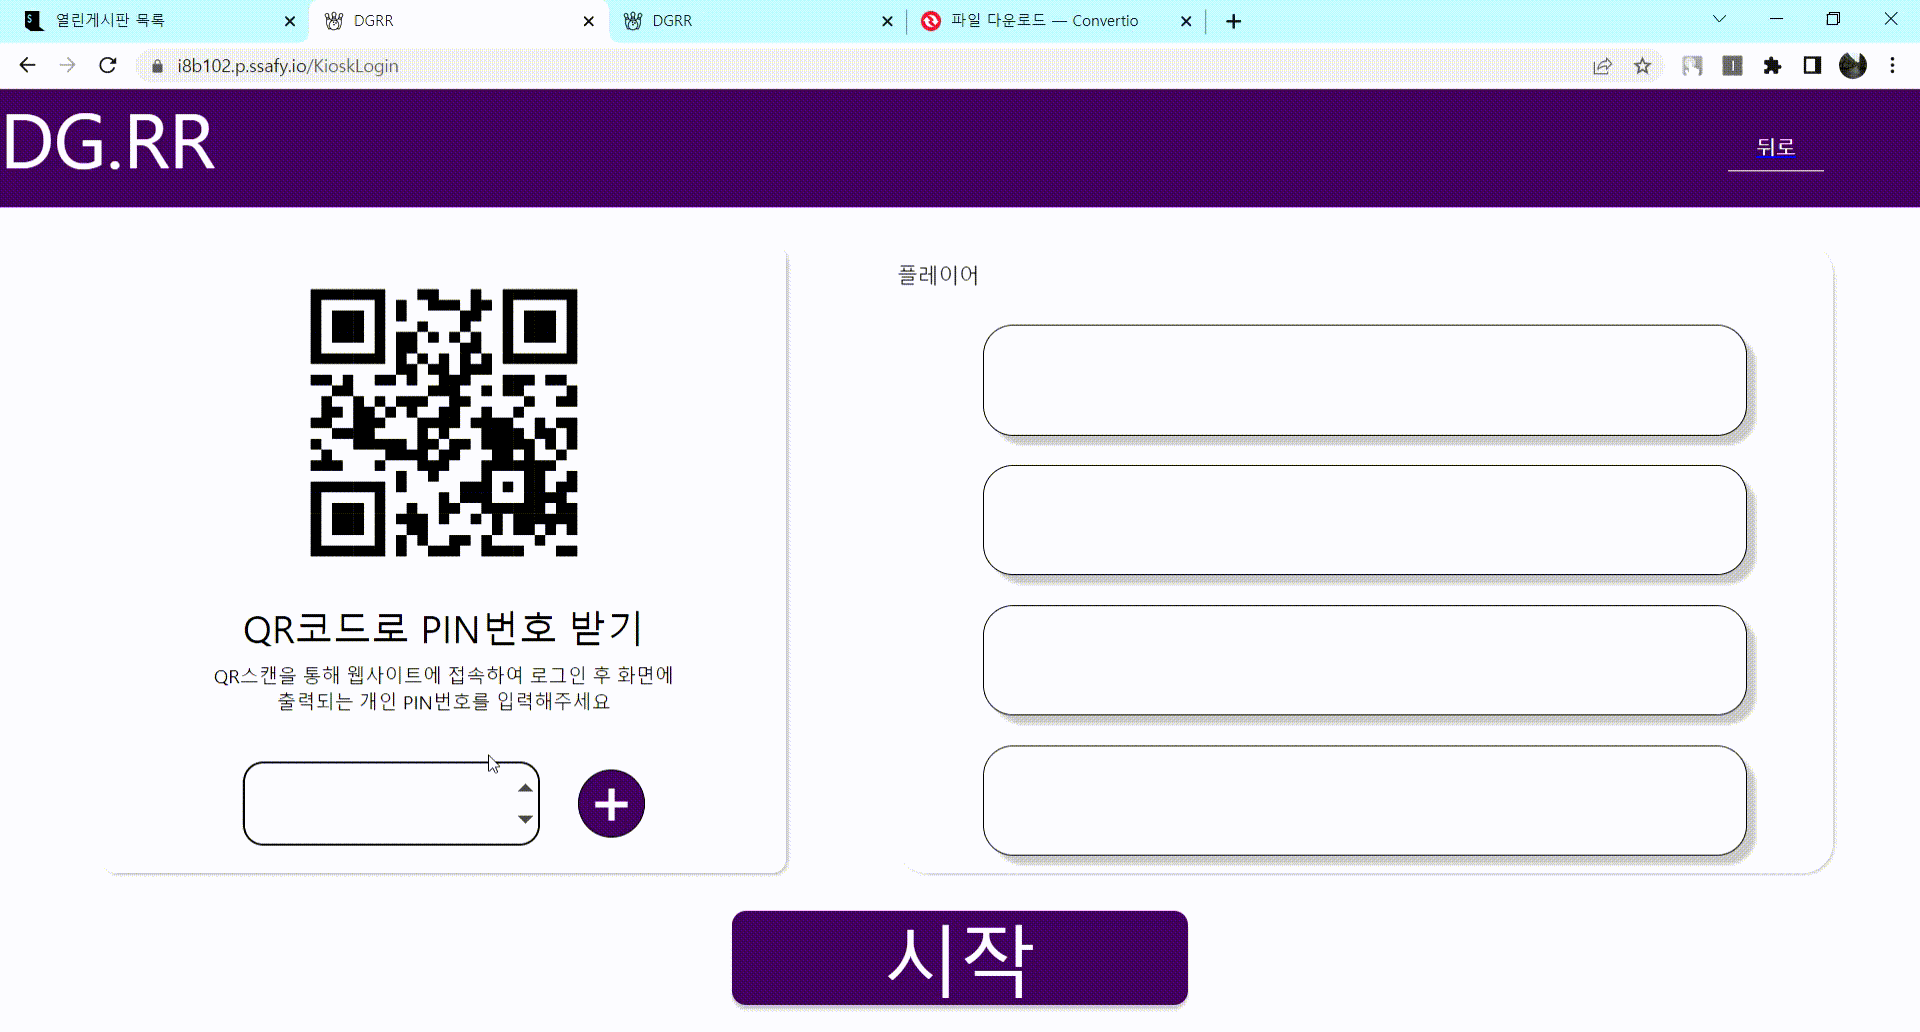 열린게시판 목록
DGRR
DGRR
파일 다운로드 — Convertio
i8b102.p.ssafy.io/KioskLogin
DG.RR
뒤로
플레이어
QR코드로 PIN번호 받기
QR스캔을 통해 웹사이트에 접속하여 로그인 후 화면에
출력되는 개인 PIN번호를 입력해주세요
시작